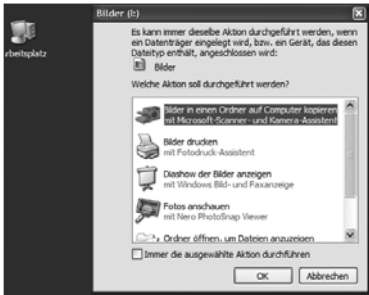 Bilder (I:)
rbeitsplatz
Es kann immer dieselbe Aktion durchgeführt werden, wenn
ein Datenträger eingelegt wird, bzw. ein Gerät, das diesen
Dateityp enthält, angeschlossen wird:
Bilder
Welche Aktion soll durchgeführt werden?
Bilder in einen Ordner auf Computer kopieren
mit Microsoft-Scanner- und Kamera-Assistent
Bilder drucken
mit Fotodruck-Assistent
Diashow der Bilder anzeigen
mit Windows Bild- und Faxanzeige
Fotos anschauen
mit Nero PhotoSnap Viewer
Ordner öffnen, um Dateien anzuzeigen
Immer die ausgewählte Aktion durchführen
OK Abbrechen